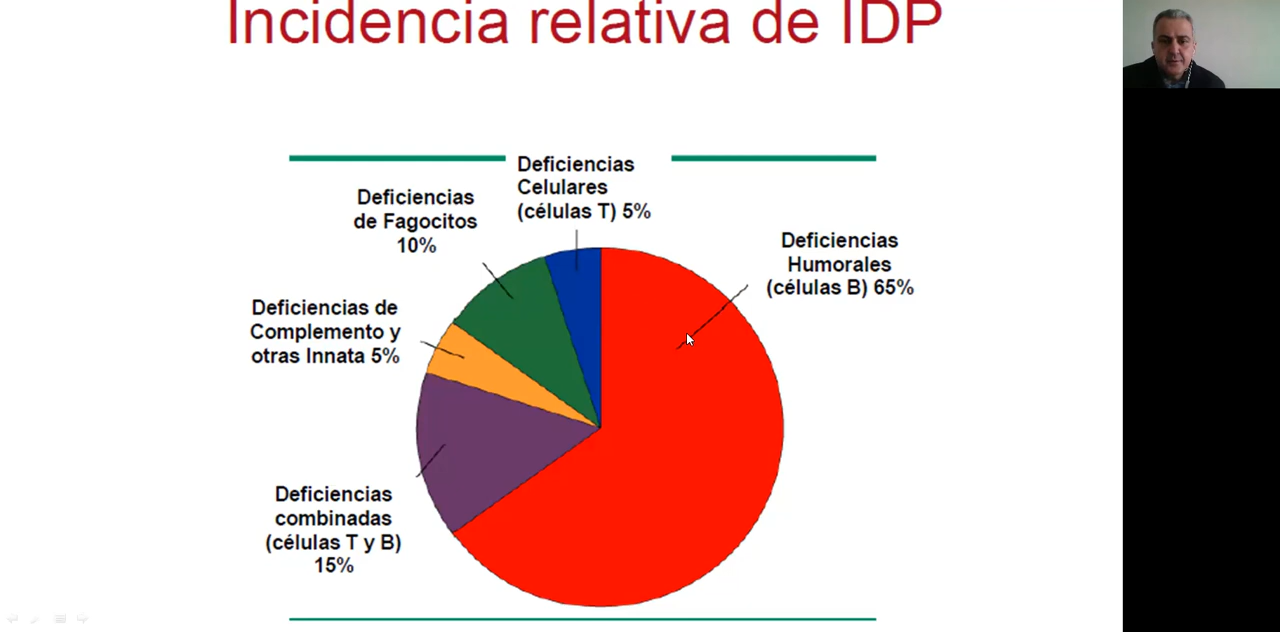 Incidencia relativa de IDP
Deficiencias
Celulares
(células T) 5%
Deficiencias
de Fagocitos
10%
Deficiencias
Humorales
(células B) 65%
Deficiencias de
Complemento y
otras Innata 5%
Deficiencias
combinadas
(células T y B)
15%